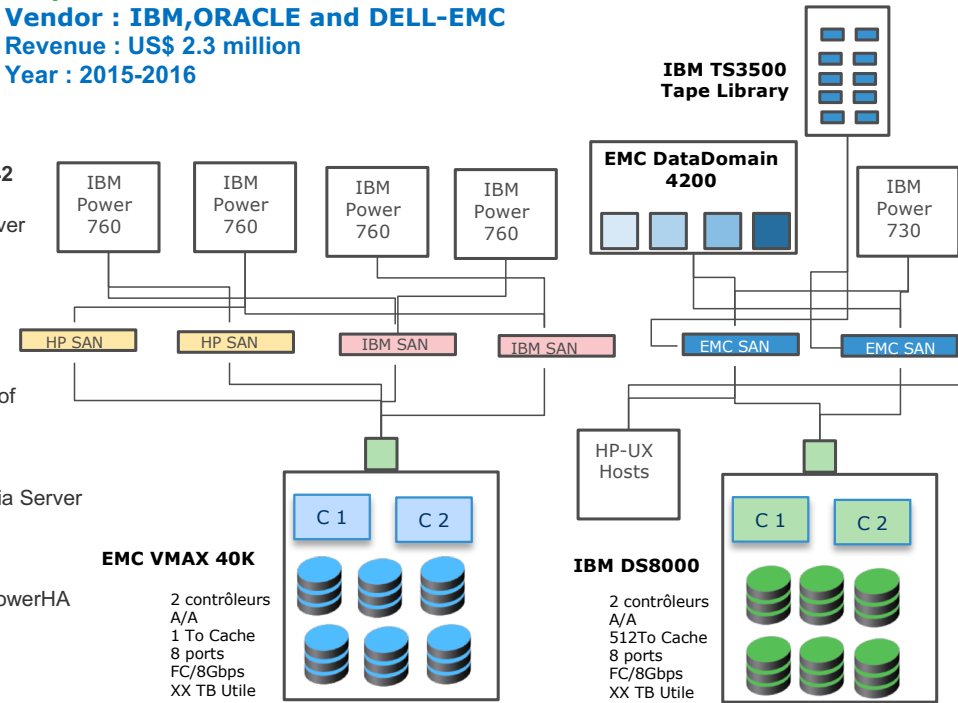 Vendor : IBM,ORACLE and DELL-EMC
Revenue : US$ 2.3 million
Year : 2015-2016
IBM TS3500
Tape Library
EMC DataDomain
4200
IBM
Power
760
IBM
Power
760
IBM
Power
760
IBM
Power
760
IBM
Power
730
HP SAN
HP SAN
IBM SAN
IBM SAN
EMC SAN
EMC SAN
of
HP-UX
Hosts
ia Server
C 1
C 2
C 1
C 2
EMC VMAX 40K
2 contrôleurs
A/A
1 To Cache
8 ports
FC/8Gbps
XX TB Utile
IBM DS8000
2 contrôleurs
A/A
512To Cache
8 ports
FC/8Gbps
XX TB Utile
owerHA